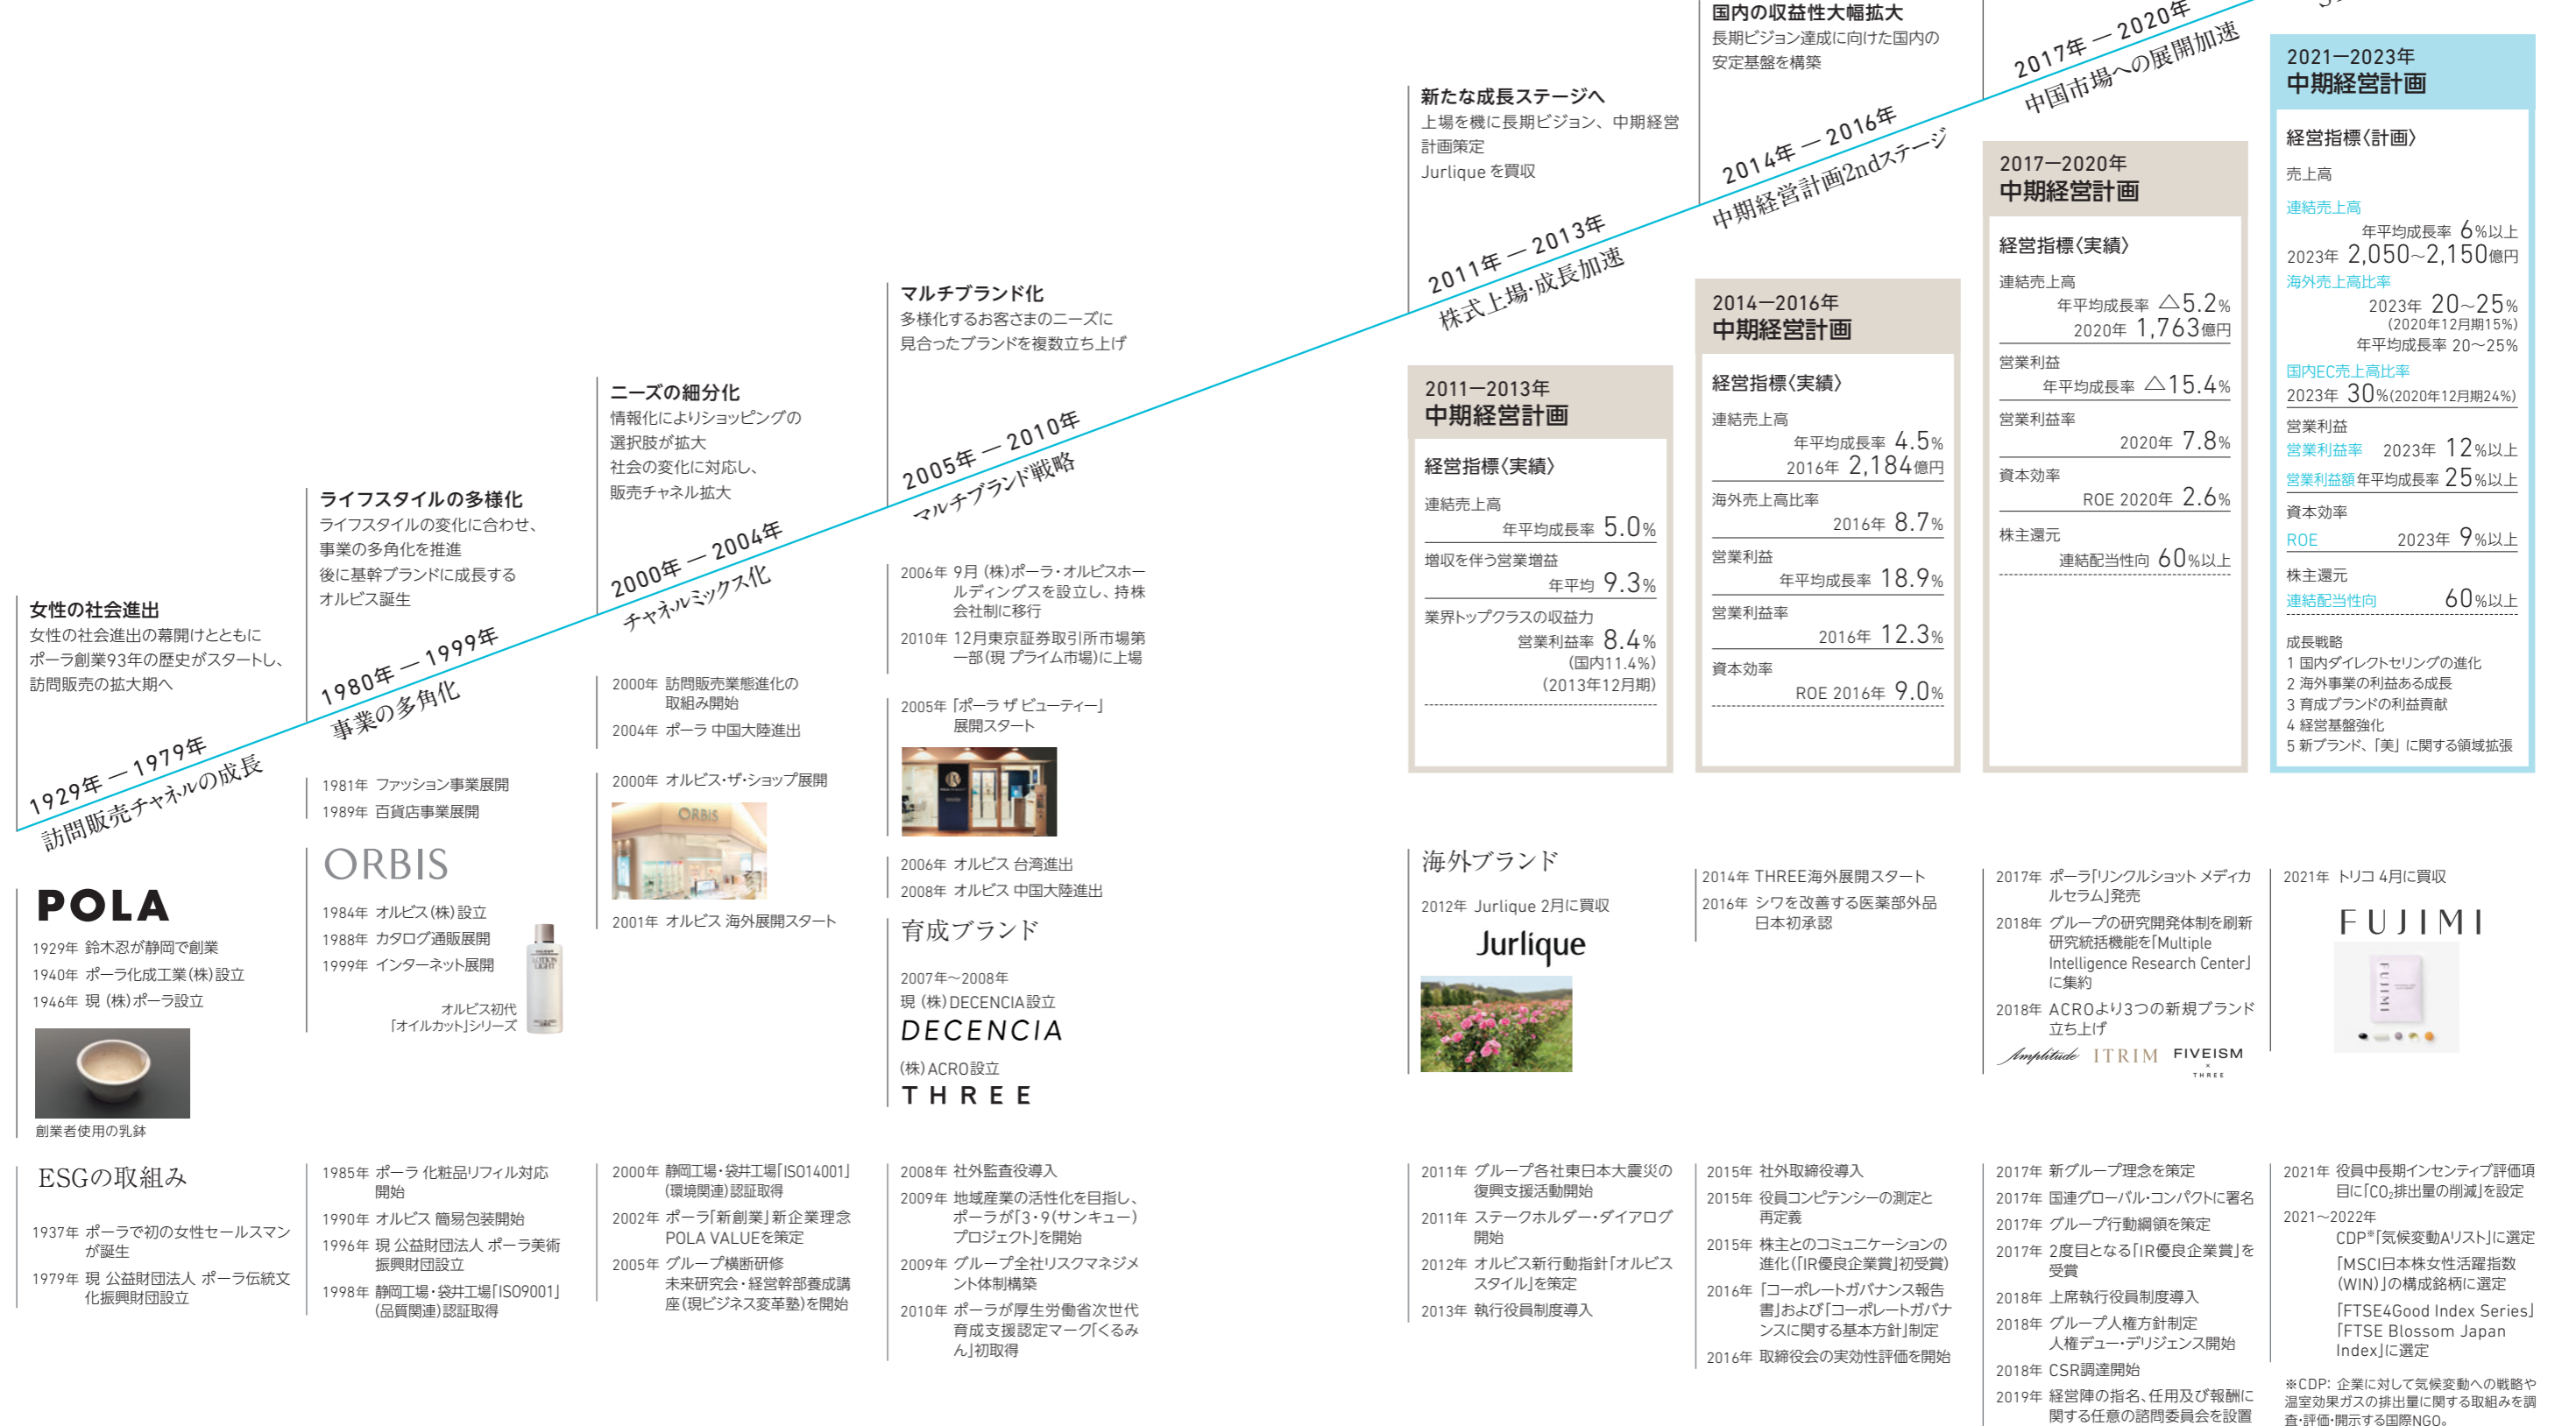 女性の社会進出
女性の社会進出の幕開けとともに
ポーラ創業93年の歴史がスタートし、
訪問販売の拡大期へ
1929年 ― 1979年
訪問販売チャネルの成長
POLA
1929年 鈴木忍が静岡で創業
1940年 ポーラ化成工業(株)設立
1946年 現 (株)ポーラ設立
創業者使用の乳鉢
ESGの取組み
1937年 ポーラで初の女性セールスマン
が誕生
1979年 現 公益財団法人 ポーラ伝統文
化振興財団設立
ライフスタイルの多様化
ライフスタイルの変化に合わせ、
事業の多角化を推進
後に基幹ブランドに成長する
オルビス誕生
1980年 ― 1999年
事業の多角化
1981年 ファッション事業展開
1989年 百貨店事業展開
ORBIS
1984年 オルビス(株)設立
1988年 カタログ通販展開
1999年 インターネット展開
LOTION
LIGHT
オルビス初代
「オイルカット」シリーズ
1985年 ポーラ 化粧品リフィル対応
開始
1990年 オルビス 簡易包装開始
1996年 現 公益財団法人 ポーラ美術
振興財団設立
1998年 静岡工場・袋井工場「ISO9001」
(品質関連)認証取得
ニーズの細分化
情報化によりショッピングの
選択肢が拡大
社会の変化に対応し、
販売チャネル拡大
2000年 ― 2004年
チャネルミックス化
2000年 訪問販売業態進化の
取組み開始
2004年 ポーラ 中国大陸進出
2000年 オルビス・ザ・ショップ展開
ORBIS
2001年 オルビス 海外展開スタート
2000年 静岡工場・袋井工場「ISO14001」
(環境関連)認証取得
2002年 ポーラ「新創業」新企業理念
POLA VALUEを策定
2005年 グループ横断研修
未来研究会・経営幹部養成講
座(現ビジネス変革塾)を開始
マルチブランド化
多様化するお客さまのニーズに
見合ったブランドを複数立ち上げ
2005年 ― 2010年
マルチブランド戦略
2006年 9月 (株)ポーラ・オルビスホー
ルディングスを設立し、持株
会社制に移行
2010年 12月東京証券取引所市場第
一部(現 プライム市場)に上場
2005年 「ポーラ ザ ビューティー」
展開スタート
2006年 オルビス 台湾進出
2008年 オルビス 中国大陸進出
育成ブランド
2007年～2008年
現 (株)DECENCIA設立
DECENCIA
(株)ACRO設立
THREE
2008年 社外監査役導入
2009年 地域産業の活性化を目指し、
ポーラが「3・9(サンキュー)
プロジェクト」を開始
2009年 グループ全社リスクマネジメ
ント体制構築
2010年 ポーラが厚生労働省次世代
育成支援認定マーク「くるみ
ん」初取得
新たな成長ステージへ
上場を機に長期ビジョン、中期経営
計画策定
Jurlique を買収
2011年 ― 2013年
株式上場・成長加速
2011―2013年
中期経営計画
経営指標〈実績〉
連結売上高
年平均成長率 5.0%
増収を伴う営業増益
年平均 9.3%
業界トップクラスの収益力
営業利益率 8.4%
(国内11.4%)
(2013年12月期)
海外ブランド
2012年 Jurlique 2月に買収
Jurlique
2011年 グループ各社東日本大震災の
復興支援活動開始
2011年 ステークホルダー・ダイアログ
開始
2012年 オルビス新行動指針「オルビス
スタイル」を策定
2013年 執行役員制度導入
国内の収益性大幅拡大
長期ビジョン達成に向けた国内の
安定基盤を構築
2014年 ― 2016年
中期経営計画2ndステージ
2014―2016年
中期経営計画
経営指標〈実績〉
連結売上高
年平均成長率 4.5%
2016年 2,184億円
海外売上高比率
2016年 8.7%
営業利益
年平均成長率 18.9%
営業利益率
2016年 12.3%
資本効率
ROE 2016年 9.0%
2014年 THREE海外展開スタート
2016年 シワを改善する医薬部外品
日本初承認
2015年 社外取締役導入
2015年 役員コンピテンシーの測定と
再定義
2015年 株主とのコミュニケーションの
進化(「IR優良企業賞」初受賞)
2016年 「コーポレートガバナンス報告
書」および「コーポレートガバナ
ンスに関する基本方針」制定
2016年 取締役会の実効性評価を開始
2017年 ― 2020年
中国市場への展開加速
2017―2020年
中期経営計画
経営指標〈実績〉
連結売上高
年平均成長率 △5.2%
2020年 1,763億円
営業利益
年平均成長率 △15.4%
営業利益率
2020年 7.8%
資本効率
ROE 2020年 2.6%
株主還元
連結配当性向 60%以上
2017年 ポーラ「リンクルショット メディカ
ルセラム」発売
2018年 グループの研究開発体制を刷新
研究統括機能を「Multiple
Intelligence Research Center」
に集約
2018年 ACROより3つの新規ブランド
立ち上げ
Amplitude ITRIM FIVEISM
×
THREE
2017年 新グループ理念を策定
2017年 国連グローバル・コンパクトに署名
2017年 グループ行動綱領を策定
2017年 2度目となる「IR優良企業賞」を
受賞
2018年 上席執行役員制度導入
2018年 グループ人権方針制定
人権デュー・デリジェンス開始
2018年 CSR調達開始
2019年 経営陣の指名、任用及び報酬に
関する任意の諮問委員会を設置
2021―2023年
中期経営計画
経営指標〈計画〉
売上高
連結売上高
年平均成長率 6%以上
2023年 2,050～2,150億円
海外売上高比率
2023年 20～25%
(2020年12月期15%)
年平均成長率 20～25%
国内EC売上高比率
2023年 30%(2020年12月期24%)
営業利益
営業利益率 2023年 12%以上
営業利益額 年平均成長率 25%以上
資本効率
ROE 2023年 9%以上
株主還元
連結配当性向 60%以上
成長戦略
1 国内ダイレクトセリングの進化
2 海外事業の利益ある成長
3 育成ブランドの利益貢献
4 経営基盤強化
5 新ブランド、「美」に関する領域拡張
2021年 トリコ 4月に買収
FUJIMI
FUJIMI
2021年 役員中長期インセンティブ評価項
目に「CO₂排出量の削減」を設定
2021～2022年
CDP※「気候変動Aリスト」に選定
「MSCI日本株女性活躍指数
(WIN)」の構成銘柄に選定
「FTSE4Good Index Series」
「FTSE Blossom Japan
Index」に選定
※CDP: 企業に対して気候変動への戦略や
温室効果ガスの排出量に関する取組みを調
査・評価・開示する国際NGO。